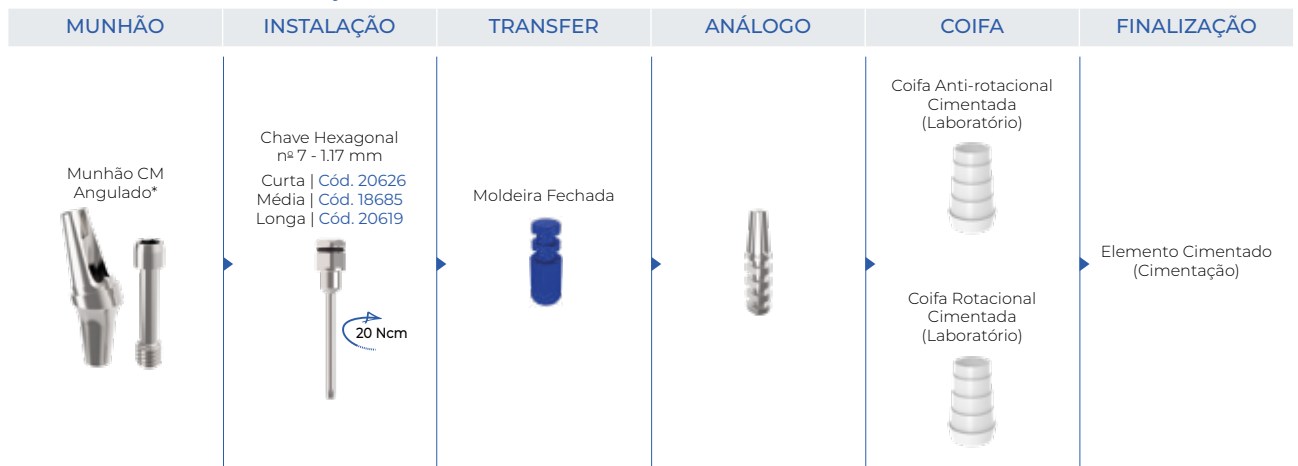 MUNHÃO
INSTALAÇÃO
TRANSFER
ANÁLOGO
COIFA
FINALIZAÇÃO
Munhão CM
Angulado*
Chave Hexagonal
nº 7 - 1.17 mm
Curta | Cód. 20626
Média | Cód. 18685
Longa | Cód. 20619
20 Ncm
Moldeira Fechada
Coifa Anti-rotacional
Cimentada
(Laboratório)
Coifa Rotacional
Cimentada
(Laboratório)
Elemento Cimentado
(Cimentação)